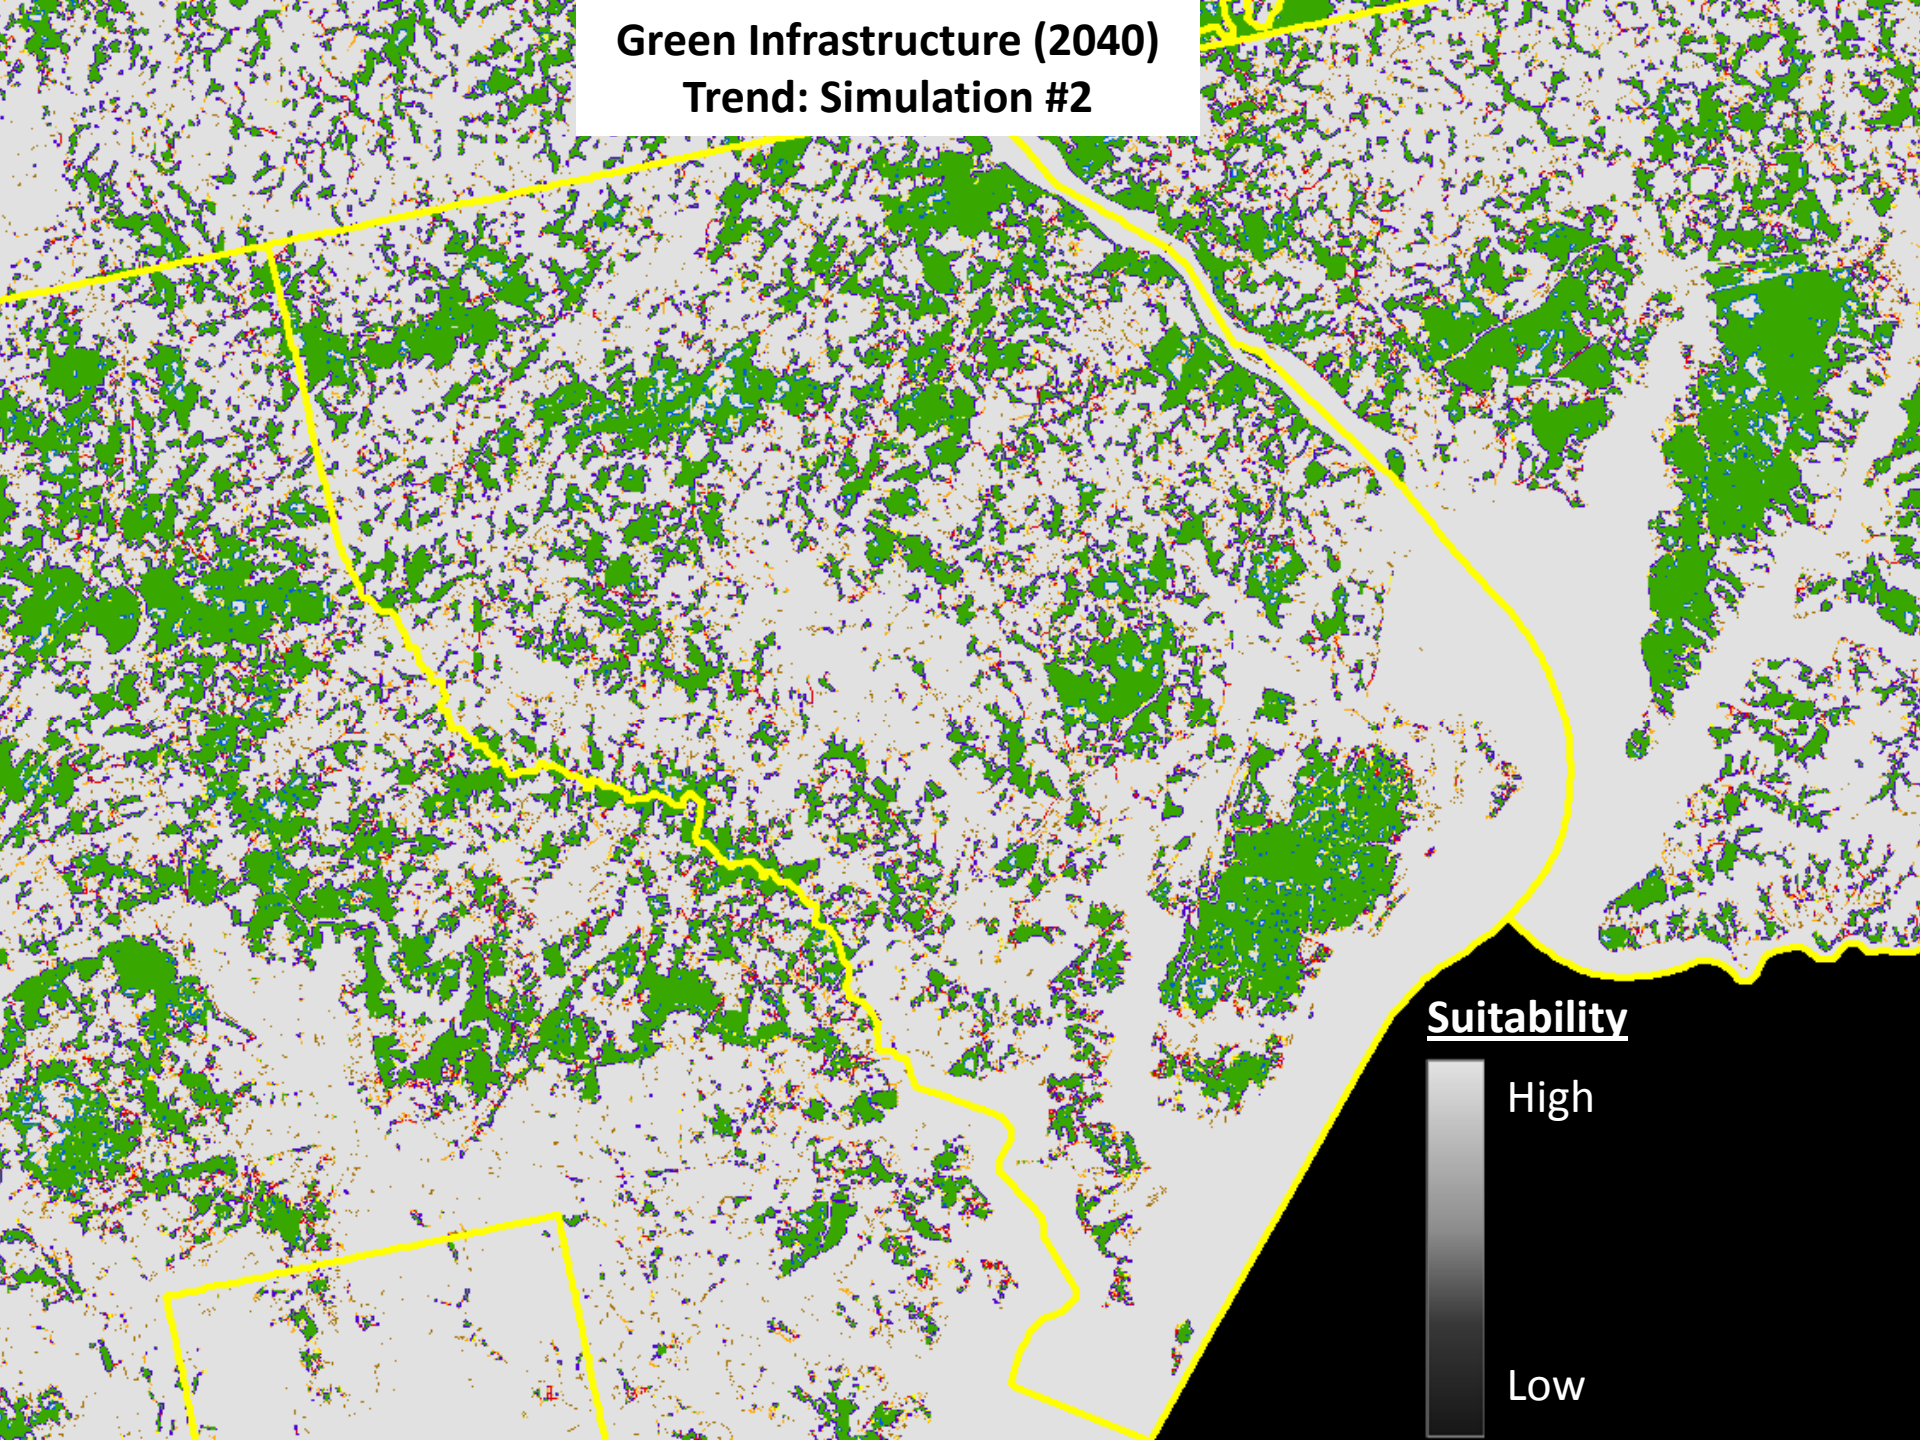 Green Infrastructure (2040)
Trend: Simulation #2
Suitability
High
Low